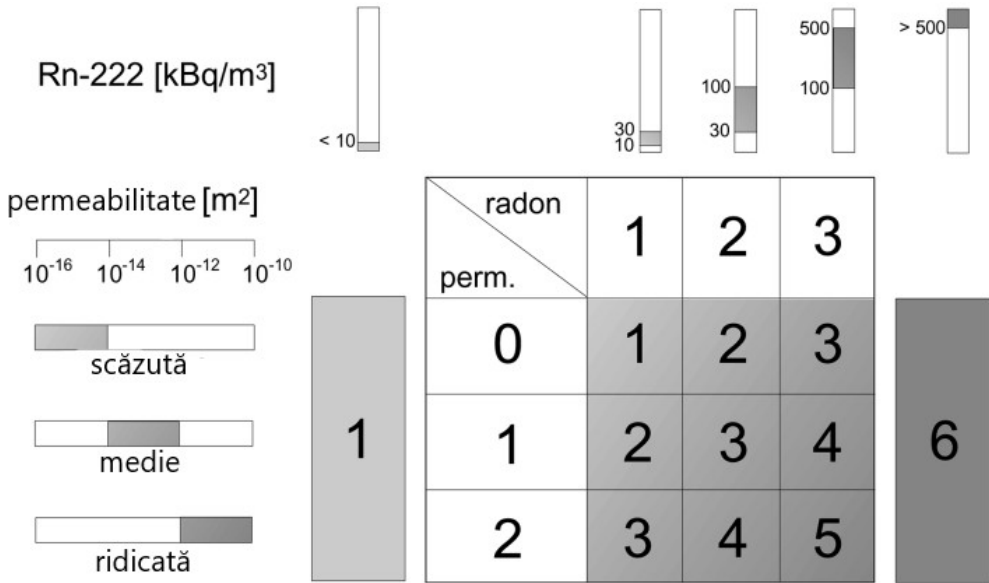 Rn-222 [kBq/m³]
< 10
30
10
100
30
500
100
> 500
permeabilitate [m²]
10⁻¹⁶ 10⁻¹⁴ 10⁻¹² 10⁻¹⁰
scăzută
medie
ridicată
1
radon
perm.
1 2 3
0 1 2 3
1 2 3 4
2 3 4 5
6